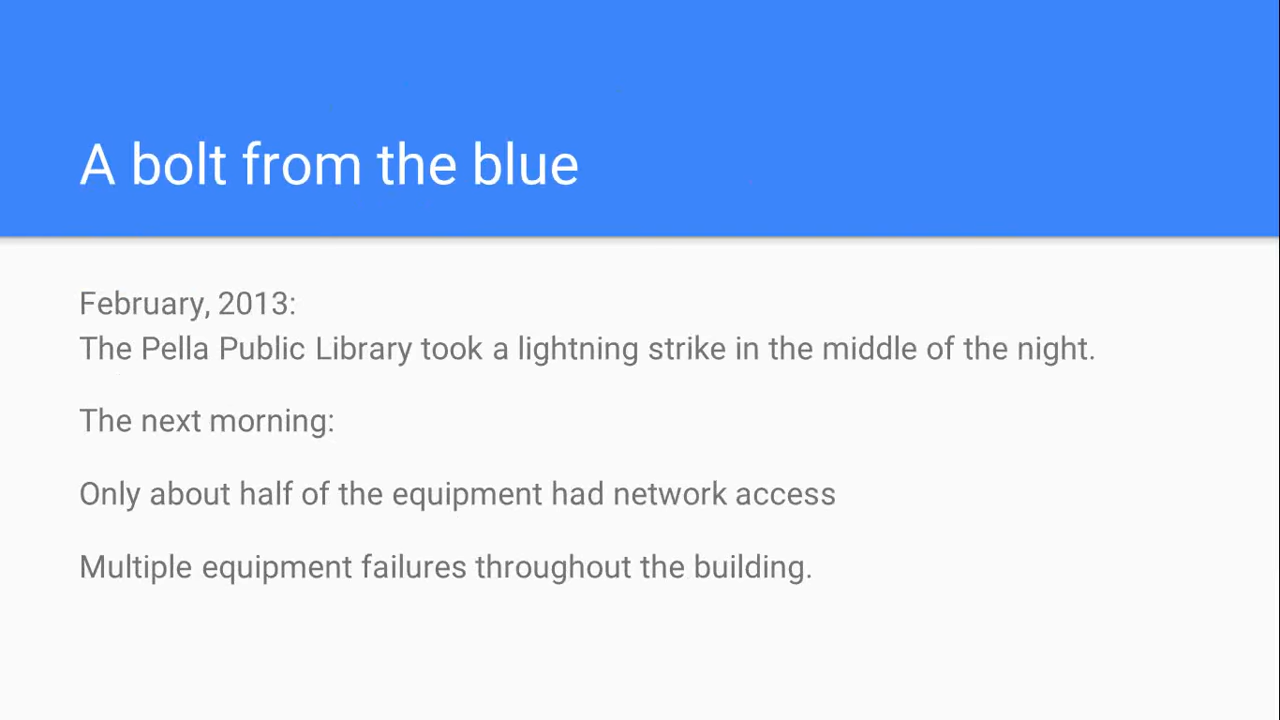 A bolt from the blue
February, 2013:
The Pella Public Library took a lightning strike in the middle of the night.
The next morning:
Only about half of the equipment had network access
Multiple equipment failures throughout the building.